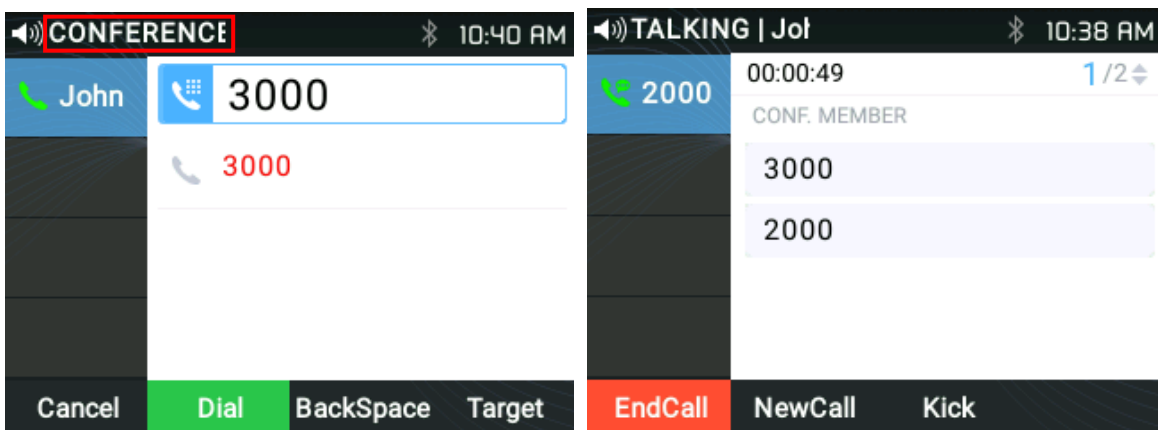 CONFERENCE 10:40 AM
John 3000
3000
Cancel Dial BackSpace Target
TALKING | Joh 10:38 AM
2000 00:00:49 1/2
CONF. MEMBER
3000
2000
EndCall NewCall Kick